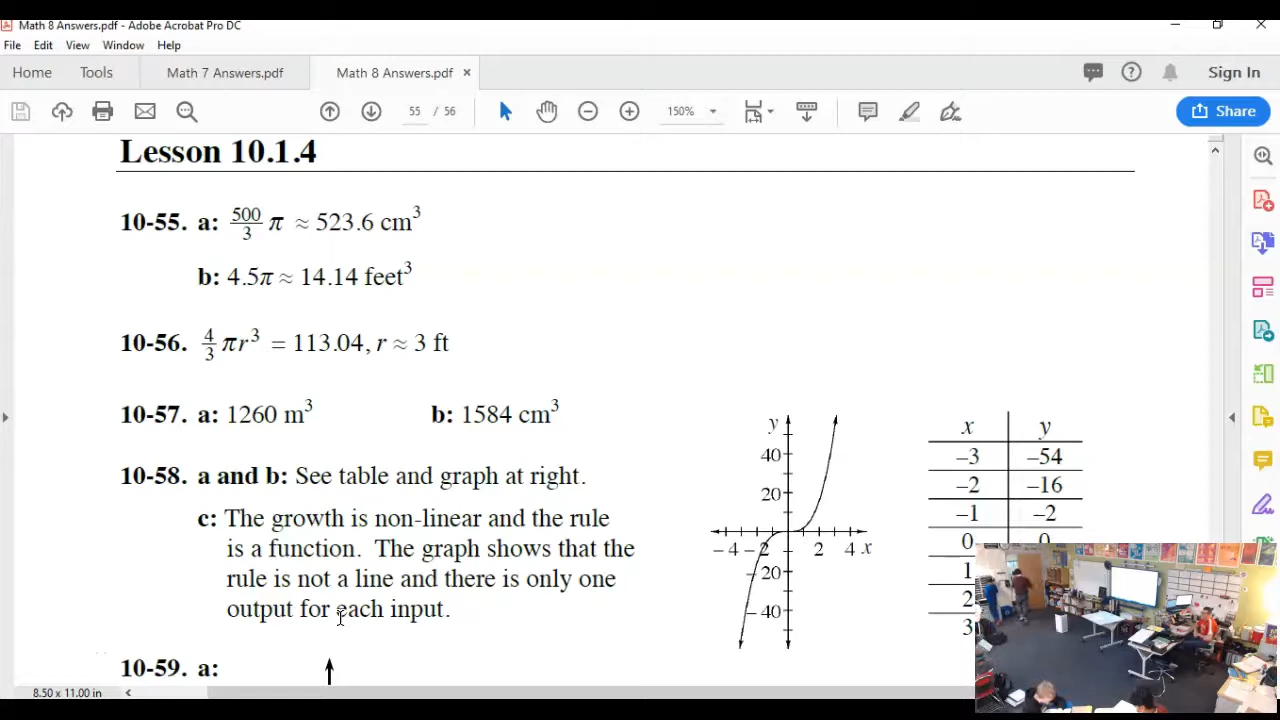 Math 8 Answers.pdf - Adobe Acrobat Pro DC
File Edit View Window Help
Home Tools Math 7 Answers.pdf Math 8 Answers.pdf × Sign In
55 / 56 150% Share
Lesson 10.1.4
10-55. a: 500/3 π ≈ 523.6 cm³
b: 4.5π ≈ 14.14 feet³
10-56. 4/3 πr³ = 113.04, r ≈ 3 ft
10-57. a: 1260 m³ b: 1584 cm³
10-58. a and b: See table and graph at right.
c: The growth is non-linear and the rule
is a function. The graph shows that the
rule is not a line and there is only one
output for each input.
y
40
20
–4 –2 2 4 x
–20
–40
x y
–3 –54
–2 –16
–1 –2
0 0
1
2
3
10-59. a:
8.50 x 11.00 in